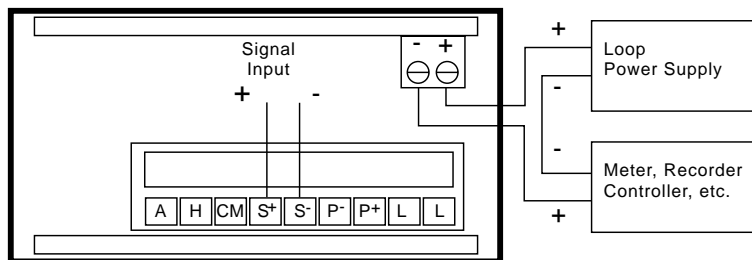 Signal
Input
+ -
- +
+
Loop
Power Supply
-
-
Meter, Recorder
Controller, etc.
+
A H CM S+ S- P- P+ L L